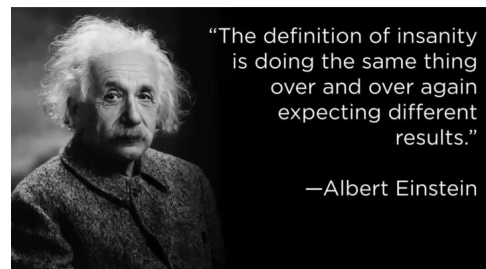 “The definition of insanity
is doing the same thing
over and over again
expecting different
results.”
—Albert Einstein